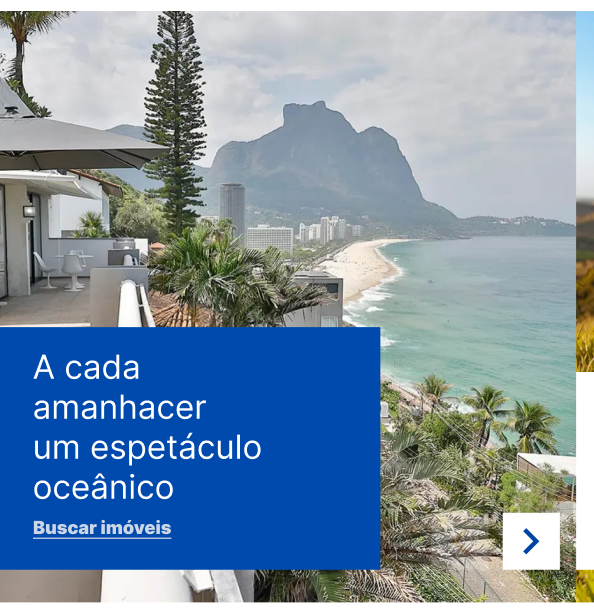 A cada
amanhacer
um espetáculo
oceânico
Buscar imóveis